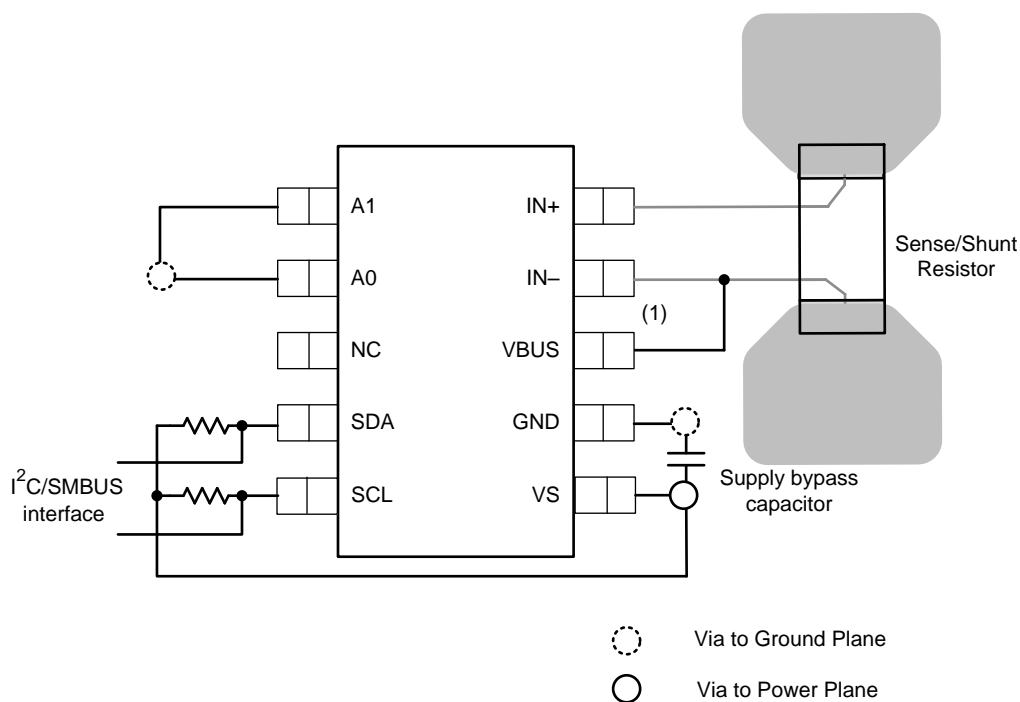 A1
IN+
Sense/Shunt
Resistor
A0
IN–
(1)
NC
VBUS
SDA
GND
I²C/SMBUS
interface
SCL
VS
Supply bypass
capacitor
Via to Ground Plane
Via to Power Plane